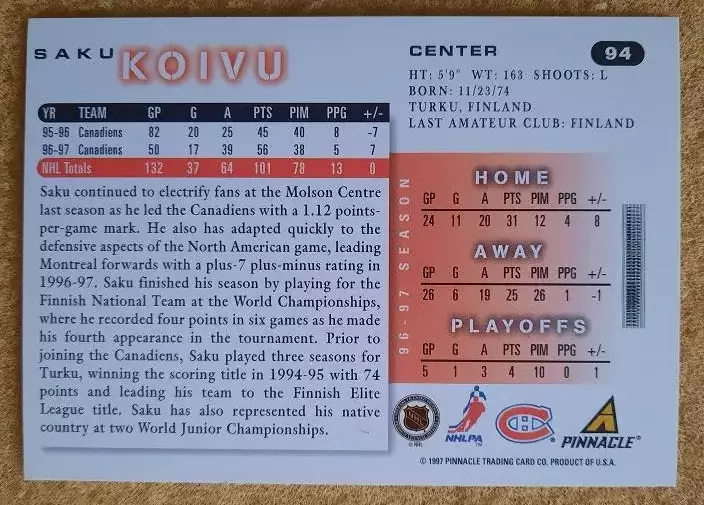 SAKU KOIVU
CENTER
94
HT: 5'9" WT: 163 SHOOTS: L
BORN: 11/23/74
TURKU, FINLAND
LAST AMATEUR CLUB: FINLAND
YR TEAM GP G A PTS PIM PPG +/-
95-96 Canadiens 82 20 25 45 40 8 -7
96-97 Canadiens 50 17 39 56 38 5 7
NHL Totals 132 37 64 101 78 13 0
Saku continued to electrify fans at the Molson Centre
last season as he led the Canadiens with a 1.12 points-
per-game mark. He also has adapted quickly to the
defensive aspects of the North American game, leading
Montreal forwards with a plus-7 plus-minus rating in
1996-97. Saku finished his season by playing for the
Finnish National Team at the World Championships,
where he recorded four points in six games as he made
his fourth appearance in the tournament. Prior to
joining the Canadiens, Saku played three seasons for
Turku, winning the scoring title in 1994-95 with 74
points and leading his team to the Finnish Elite
League title. Saku has also represented his native
country at two World Junior Championships.
96-97 SEASON
HOME
GP G A PTS PIM PPG +/-
24 11 20 31 12 4 8
AWAY
GP G A PTS PIM PPG +/-
26 6 19 25 26 1 -1
PLAYOFFS
GP G A PTS PIM PPG +/-
5 1 3 4 10 0 1
NHL
© NHL
NHLPA
PINNACLE
© 1997 PINNACLE TRADING CARD CO. PRODUCT OF U.S.A.